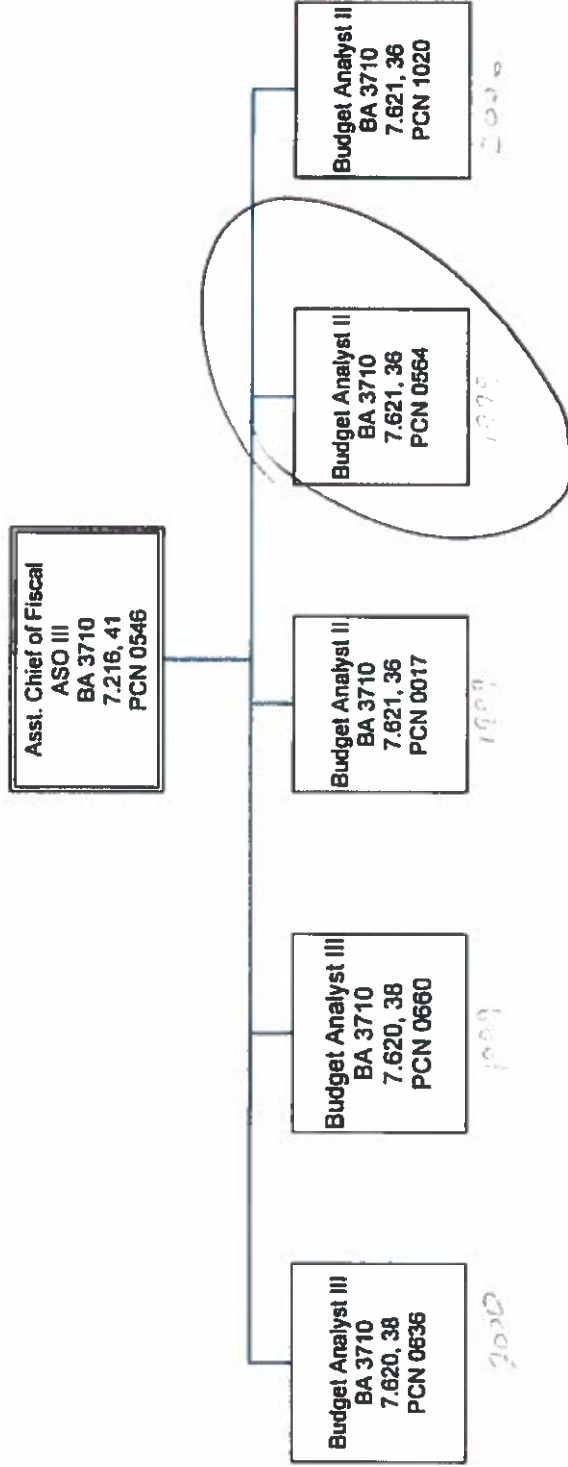 Asst. Chief of Fiscal
ASO III
BA 3710
7.216, 41
PCN 0546
Budget Analyst III
BA 3710
7.620, 38
PCN 0636
Budget Analyst III
BA 3710
7.620, 38
PCN 0660
Budget Analyst II
BA 3710
7.621, 36
PCN 0017
Budget Analyst II
BA 3710
7.621, 36
PCN 0564
Budget Analyst II
BA 3710
7.621, 36
PCN 1020